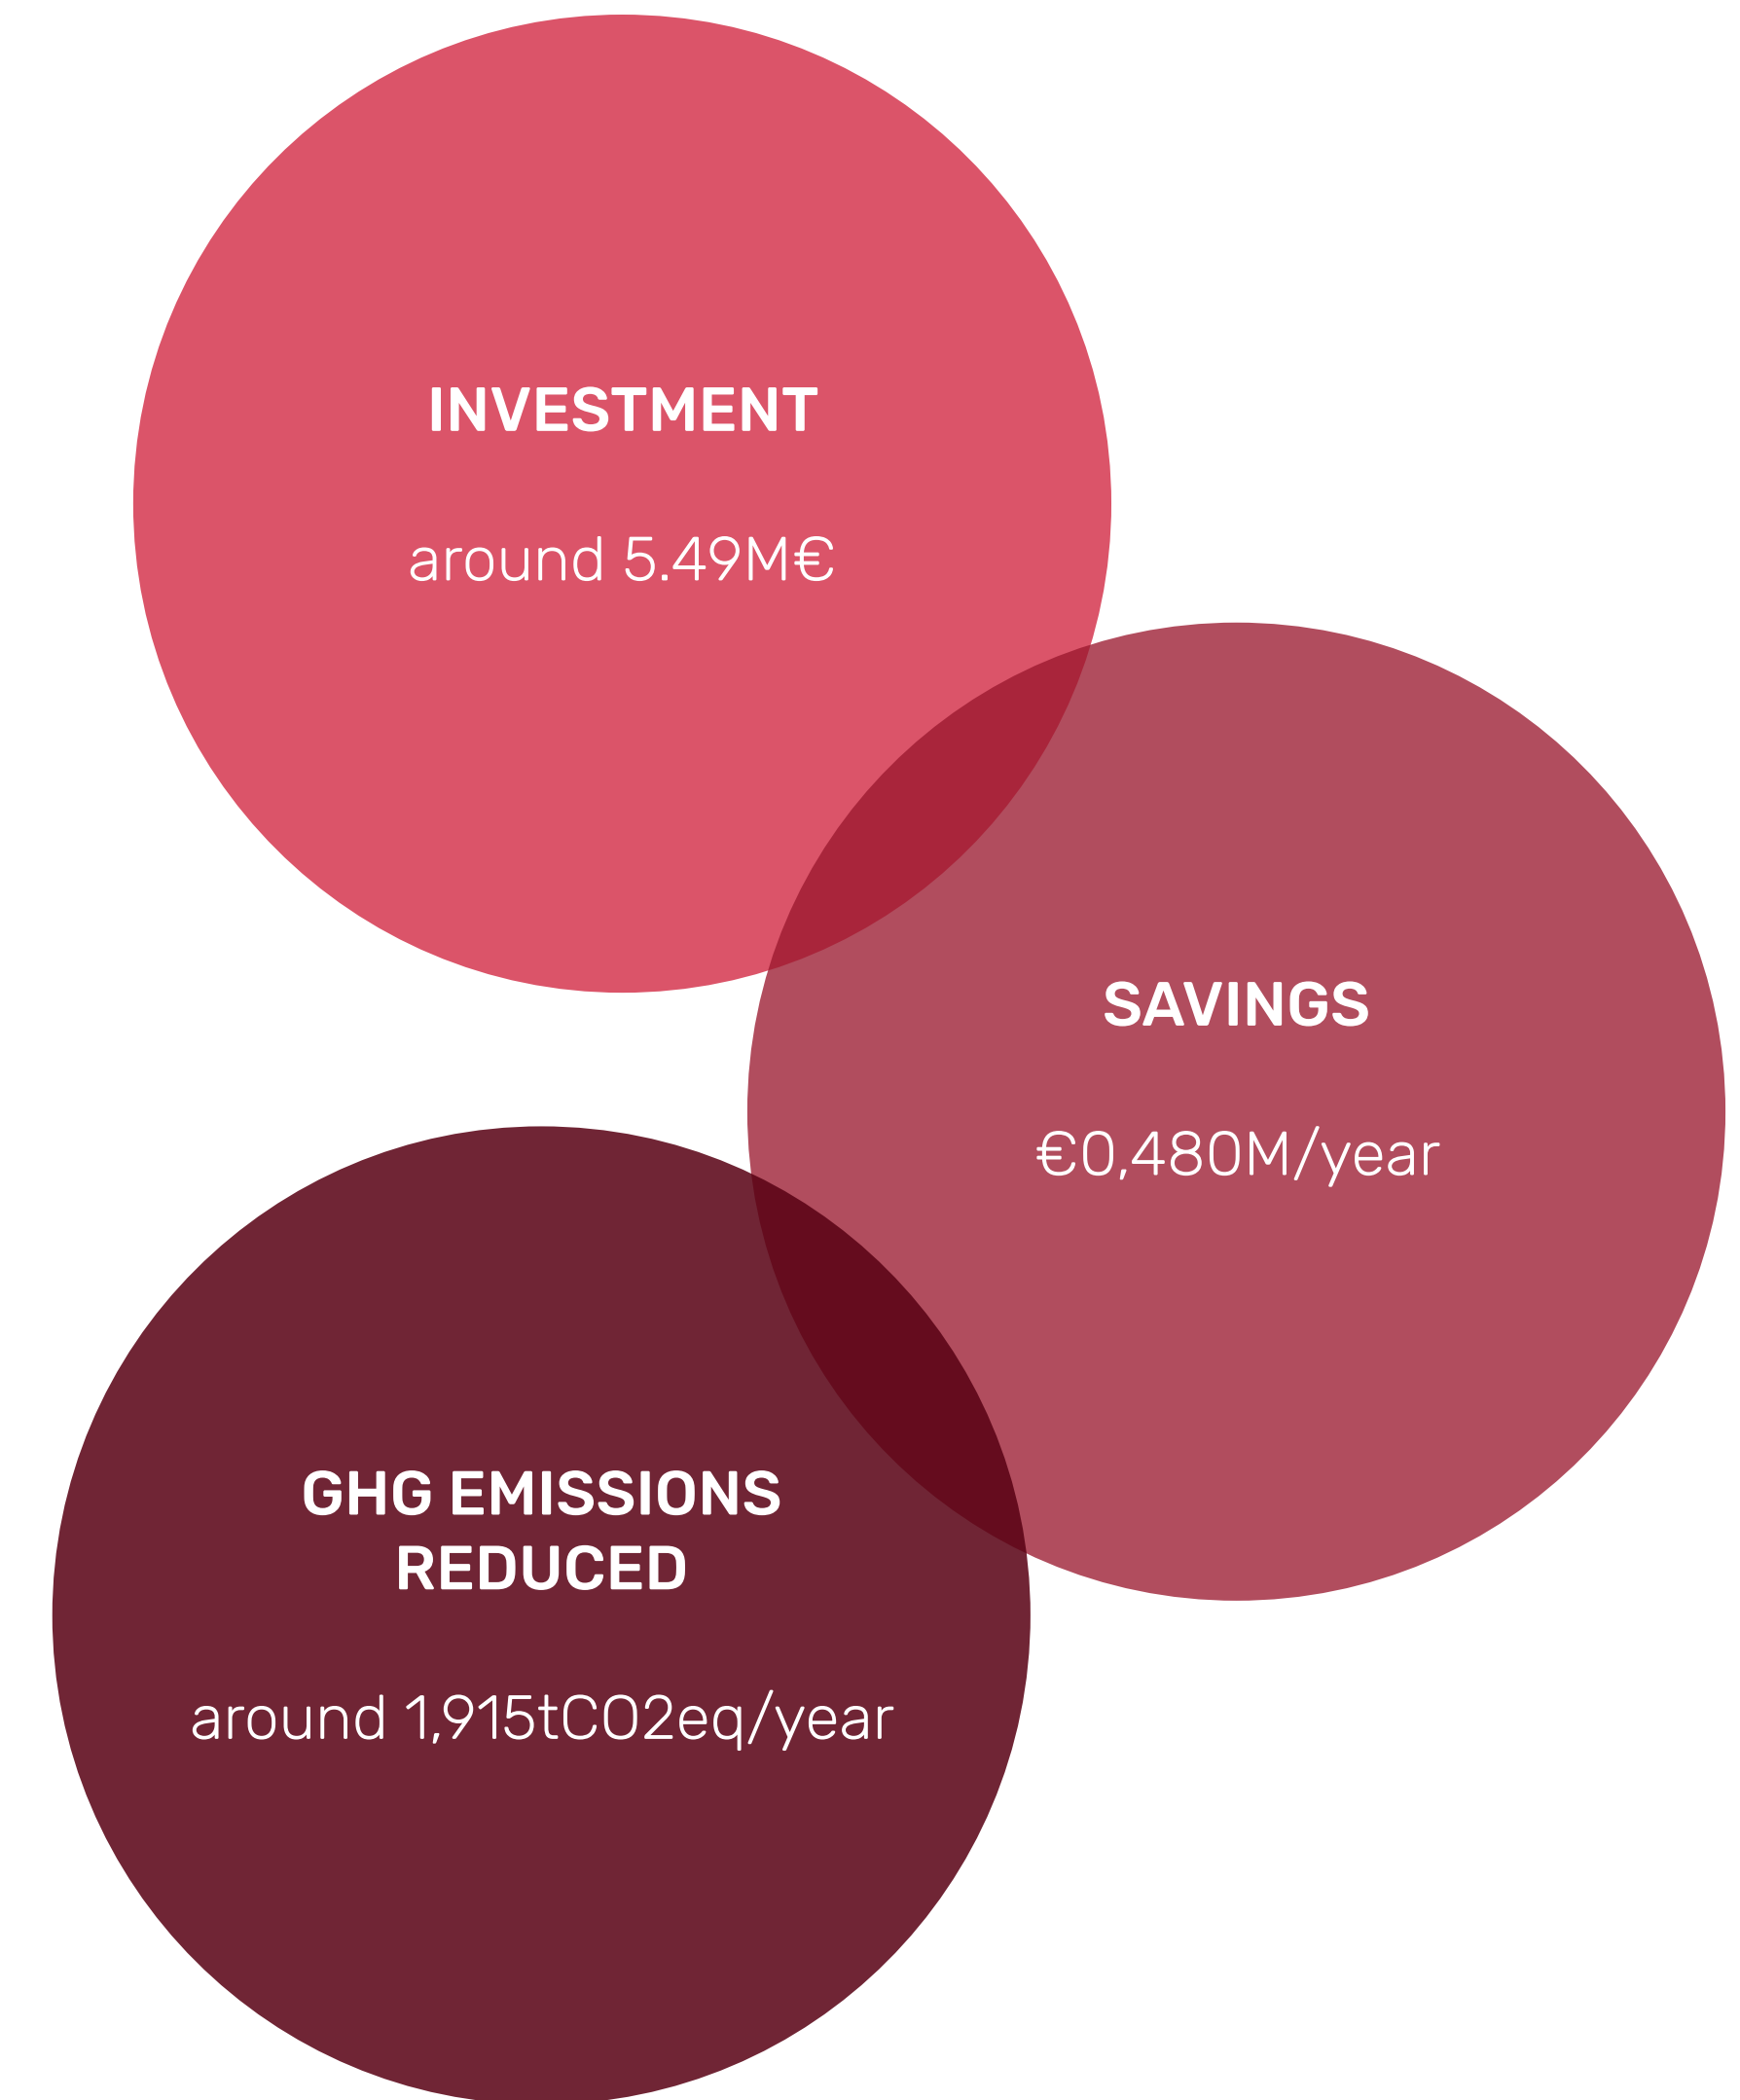 INVESTMENT
around 5.49M€
SAVINGS
€0,480M/year
GHG EMISSIONS
REDUCED
around 1,915tCO2eq/year